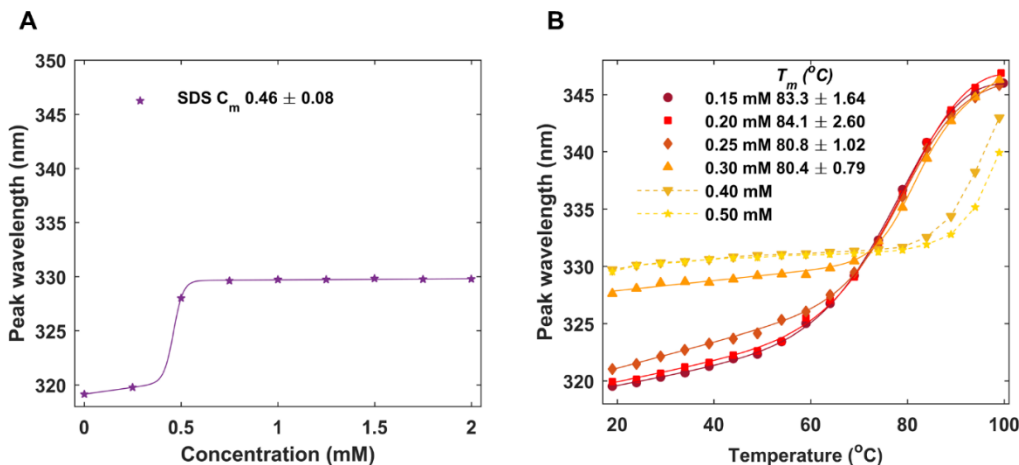 A
Peak wavelength (nm)
350
345
340
335
330
325
320
SDS C_m 0.46 ± 0.08
0 0.5 1 1.5 2
Concentration (mM)
B
Peak wavelength (nm)
345
340
335
330
325
320
T_m (°C)
0.15 mM 83.3 ± 1.64
0.20 mM 84.1 ± 2.60
0.25 mM 80.8 ± 1.02
0.30 mM 80.4 ± 0.79
0.40 mM
0.50 mM
20 40 60 80 100
Temperature (°C)